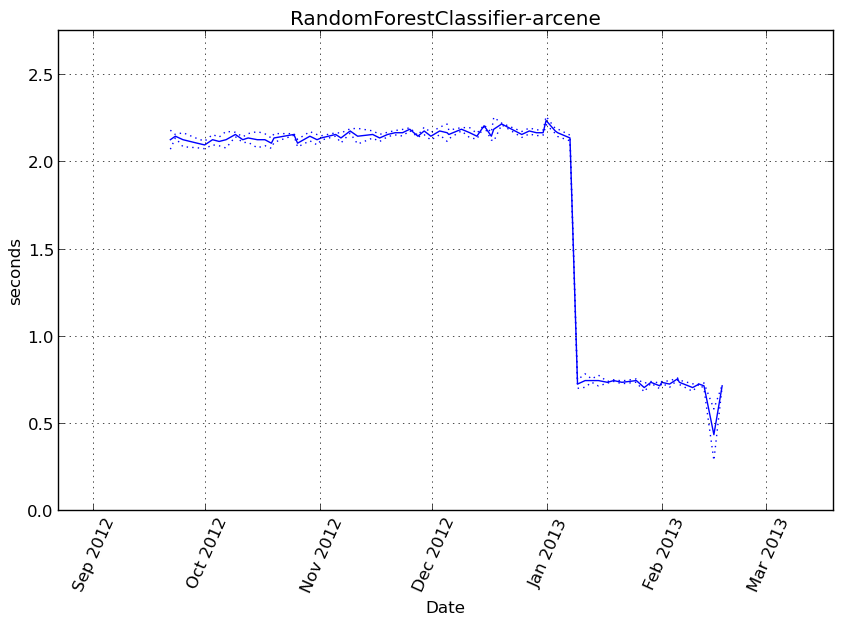 RandomForestClassifier-arcene
2.5
2.0
1.5
1.0
0.5
0.0
seconds
Sep 2012
Oct 2012
Nov 2012
Dec 2012
Jan 2013
Feb 2013
Mar 2013
Date